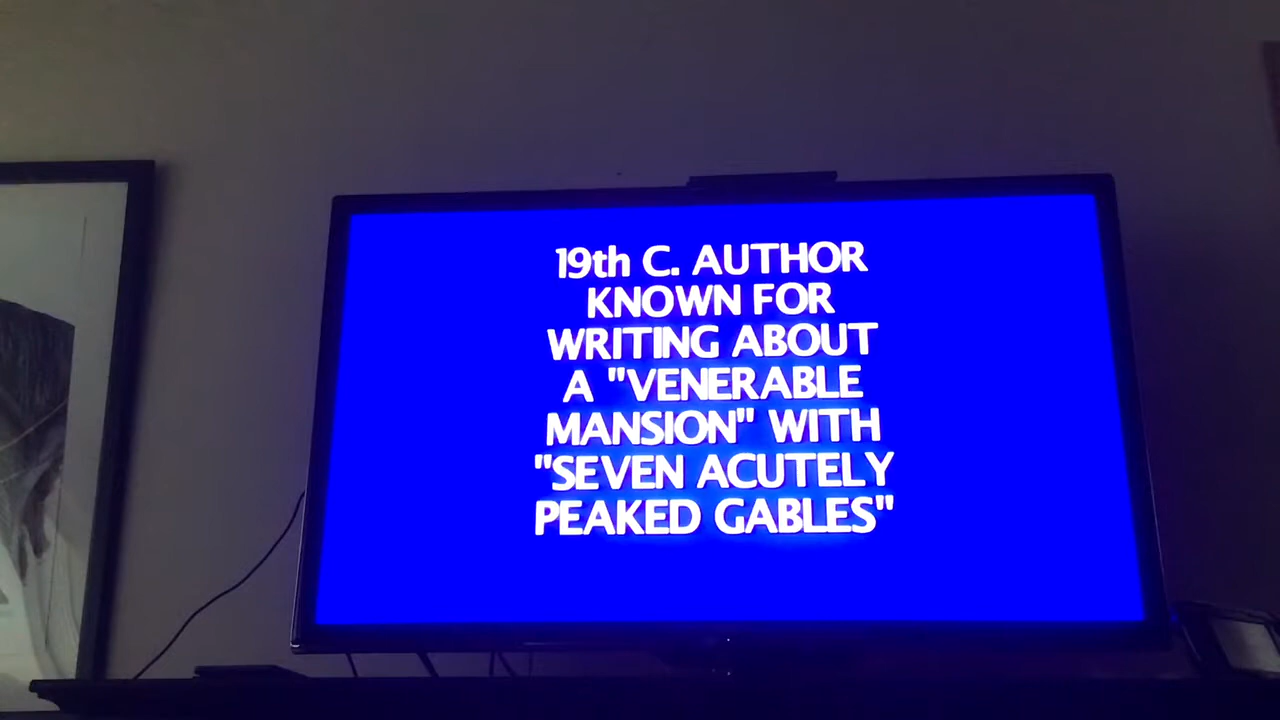 19th C. AUTHOR
KNOWN FOR
WRITING ABOUT
A "VENERABLE
MANSION" WITH
"SEVEN ACUTELY
PEAKED GABLES"